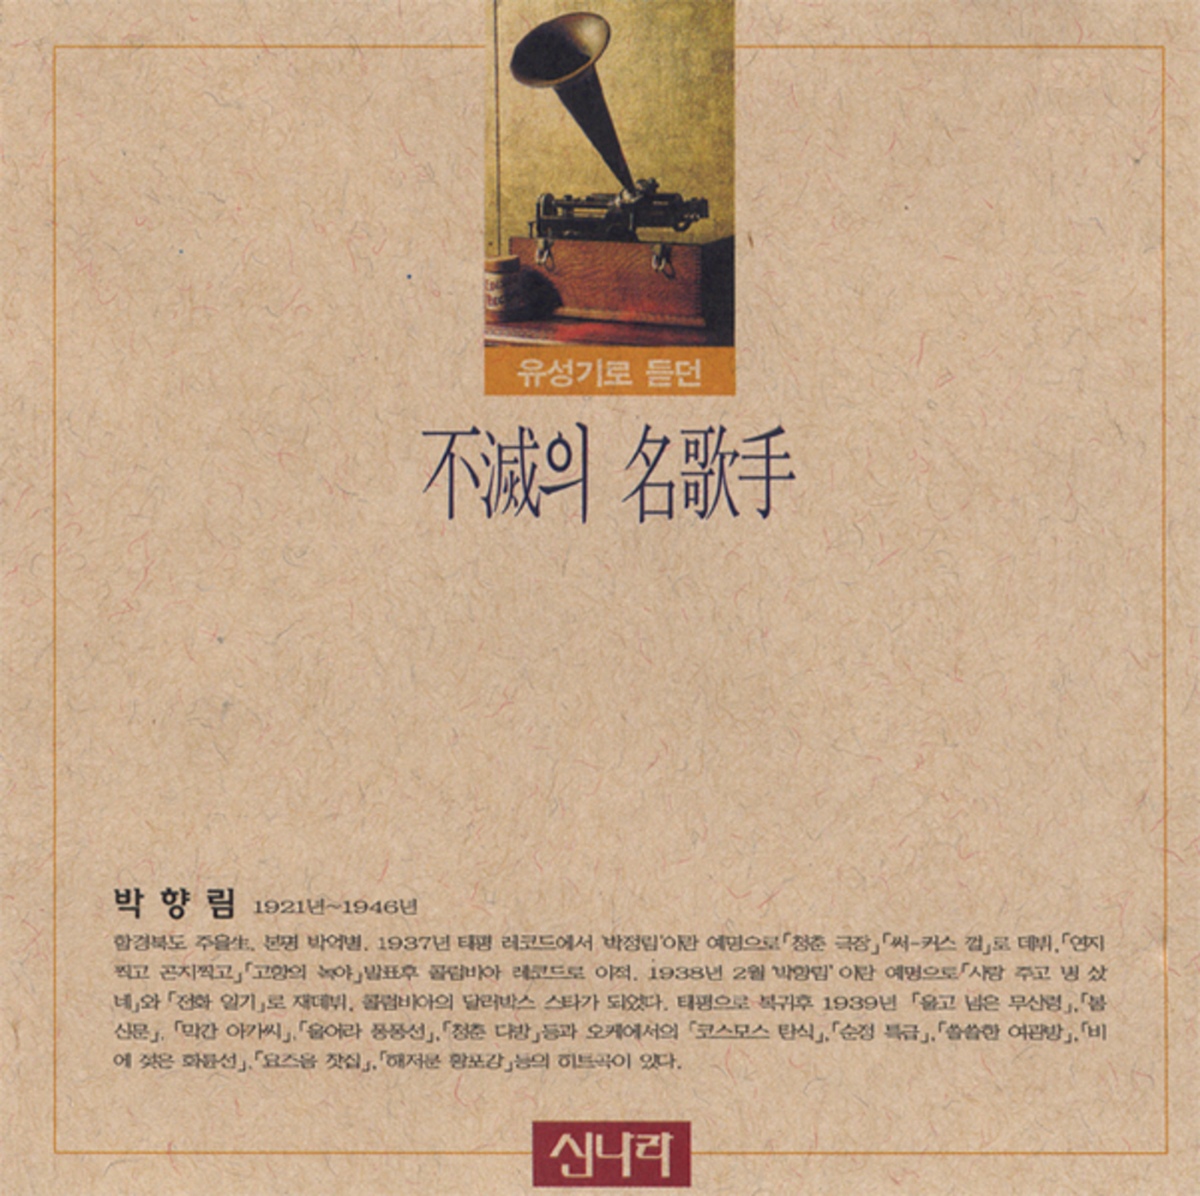 유성기로 듣던
不滅의 名歌手
박향림 1921년~1946년
함경북도 주을生. 본명 박억별. 1937년 태평 레코드에서 '박정림'이란 예명으로「청춘 극장」「써-커스 껄」로 데뷔,「연지
찍고 곤지찍고」「고향의 녹야」발표후 콜럼비아 레코드로 이적. 1938년 2월 '박향림' 이란 예명으로「사랑 주고 병 샀
네」와 「전화 일기」로 재데뷔, 콜럼비아의 달러박스 스타가 되었다. 태평으로 복귀후 1939년 「울고 넘은 무산령」,「봄
신문」, 「막간 아가씨」「울어라 퉁퉁선」,「청춘 다방」등과 오케에서의 「코스모스 탄식」,「순정 특급」,「쓸쓸한 여관방」,「비
에 젖은 화륜선」,「요즈음 찻집」,「해저문 황포강」등의 히트곡이 있다.
신나라